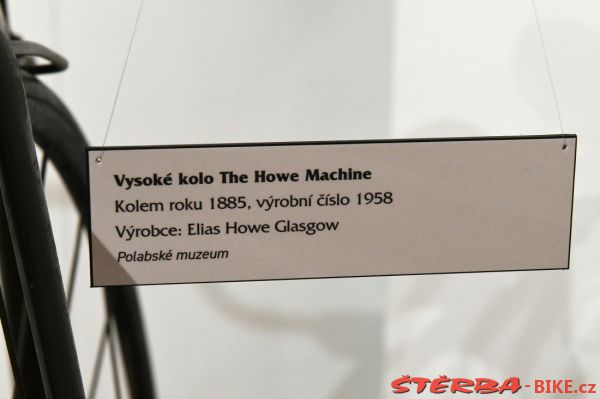 Vysoké kolo The Howe Machine
Kolem roku 1885, výrobní číslo 1958
Výrobce: Elias Howe Glasgow
Polabské muzeum
ŠTĚRBA-BIKE.cz